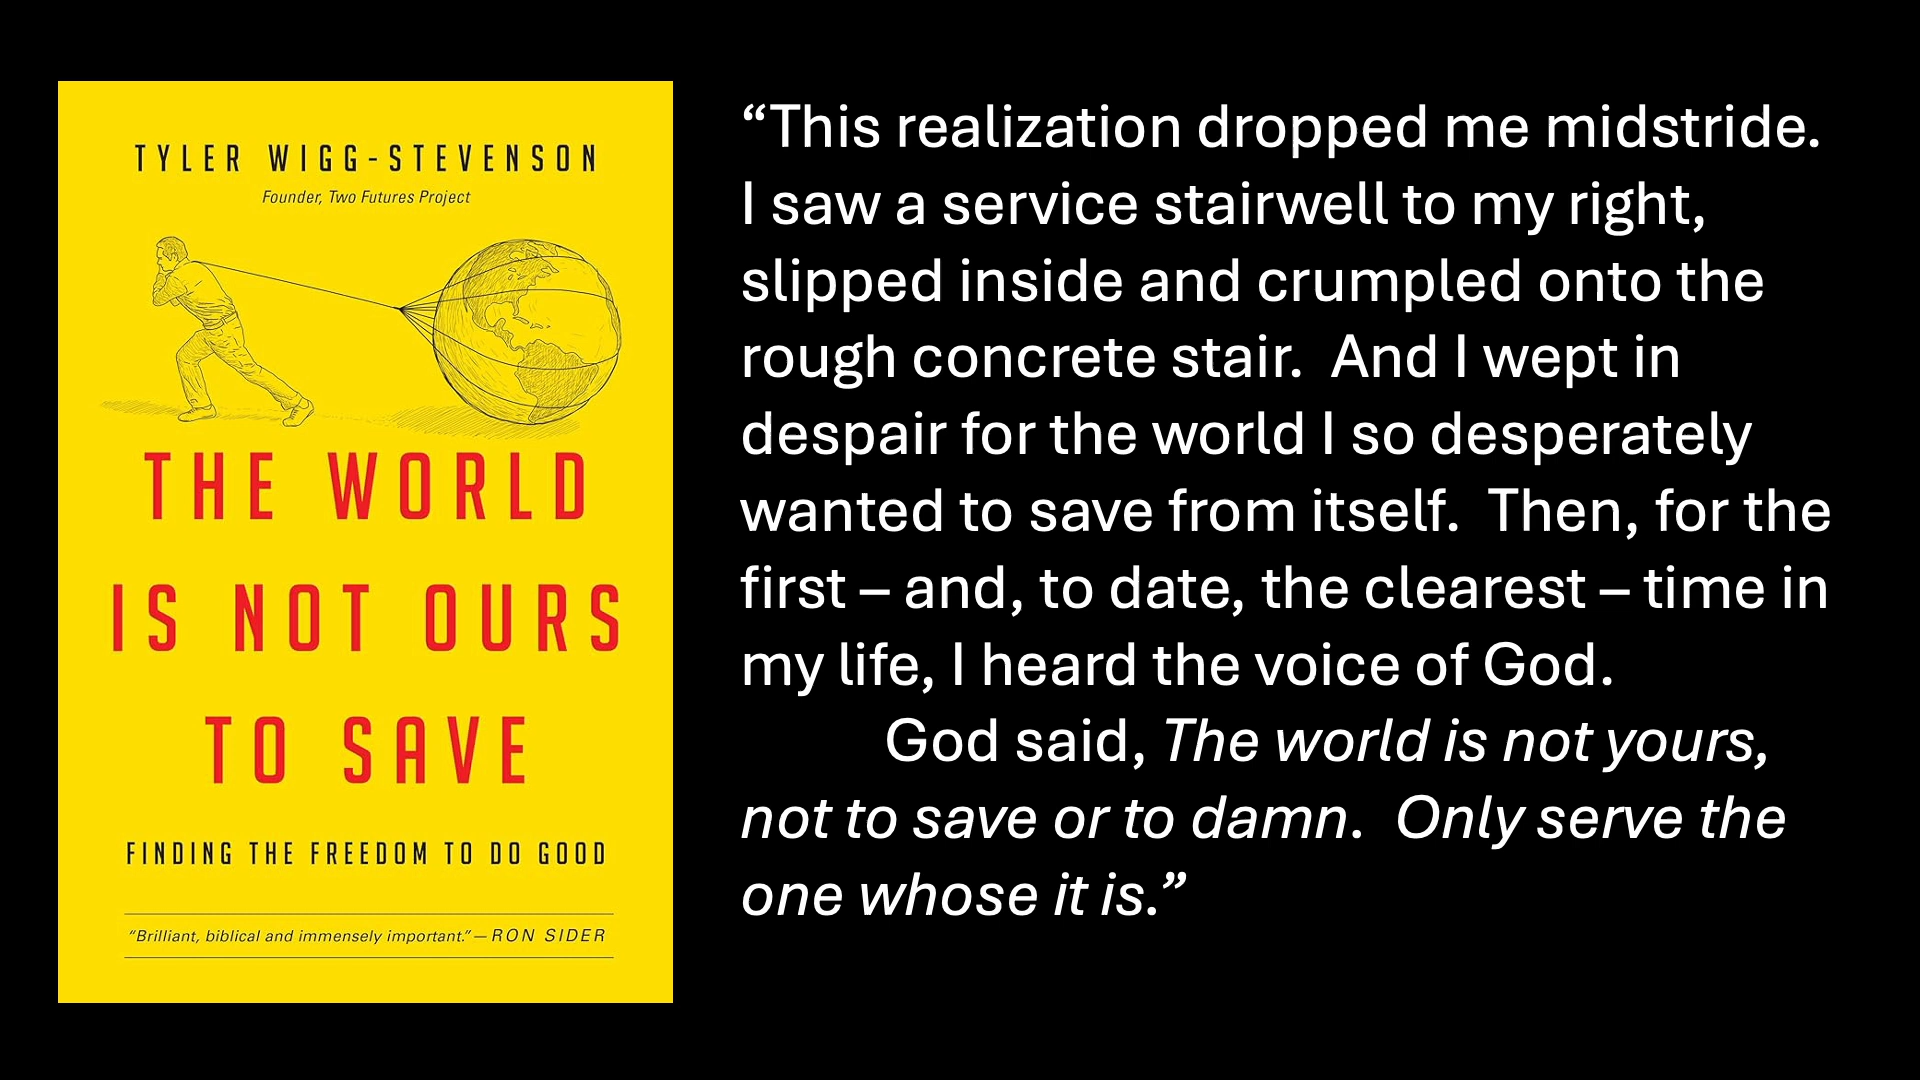 TYLER WIGG-STEVENSON
Founder, Two Futures Project
THE WORLD
IS NOT OURS
TO SAVE
FINDING THE FREEDOM TO DO GOOD
“Brilliant, biblical and immensely important.”—RON SIDER
“This realization dropped me midstride.
I saw a service stairwell to my right,
slipped inside and crumpled onto the
rough concrete stair.  And I wept in
despair for the world I so desperately
wanted to save from itself.  Then, for the
first – and, to date, the clearest – time in
my life, I heard the voice of God.
God said, The world is not yours,
not to save or to damn.  Only serve the
one whose it is.”